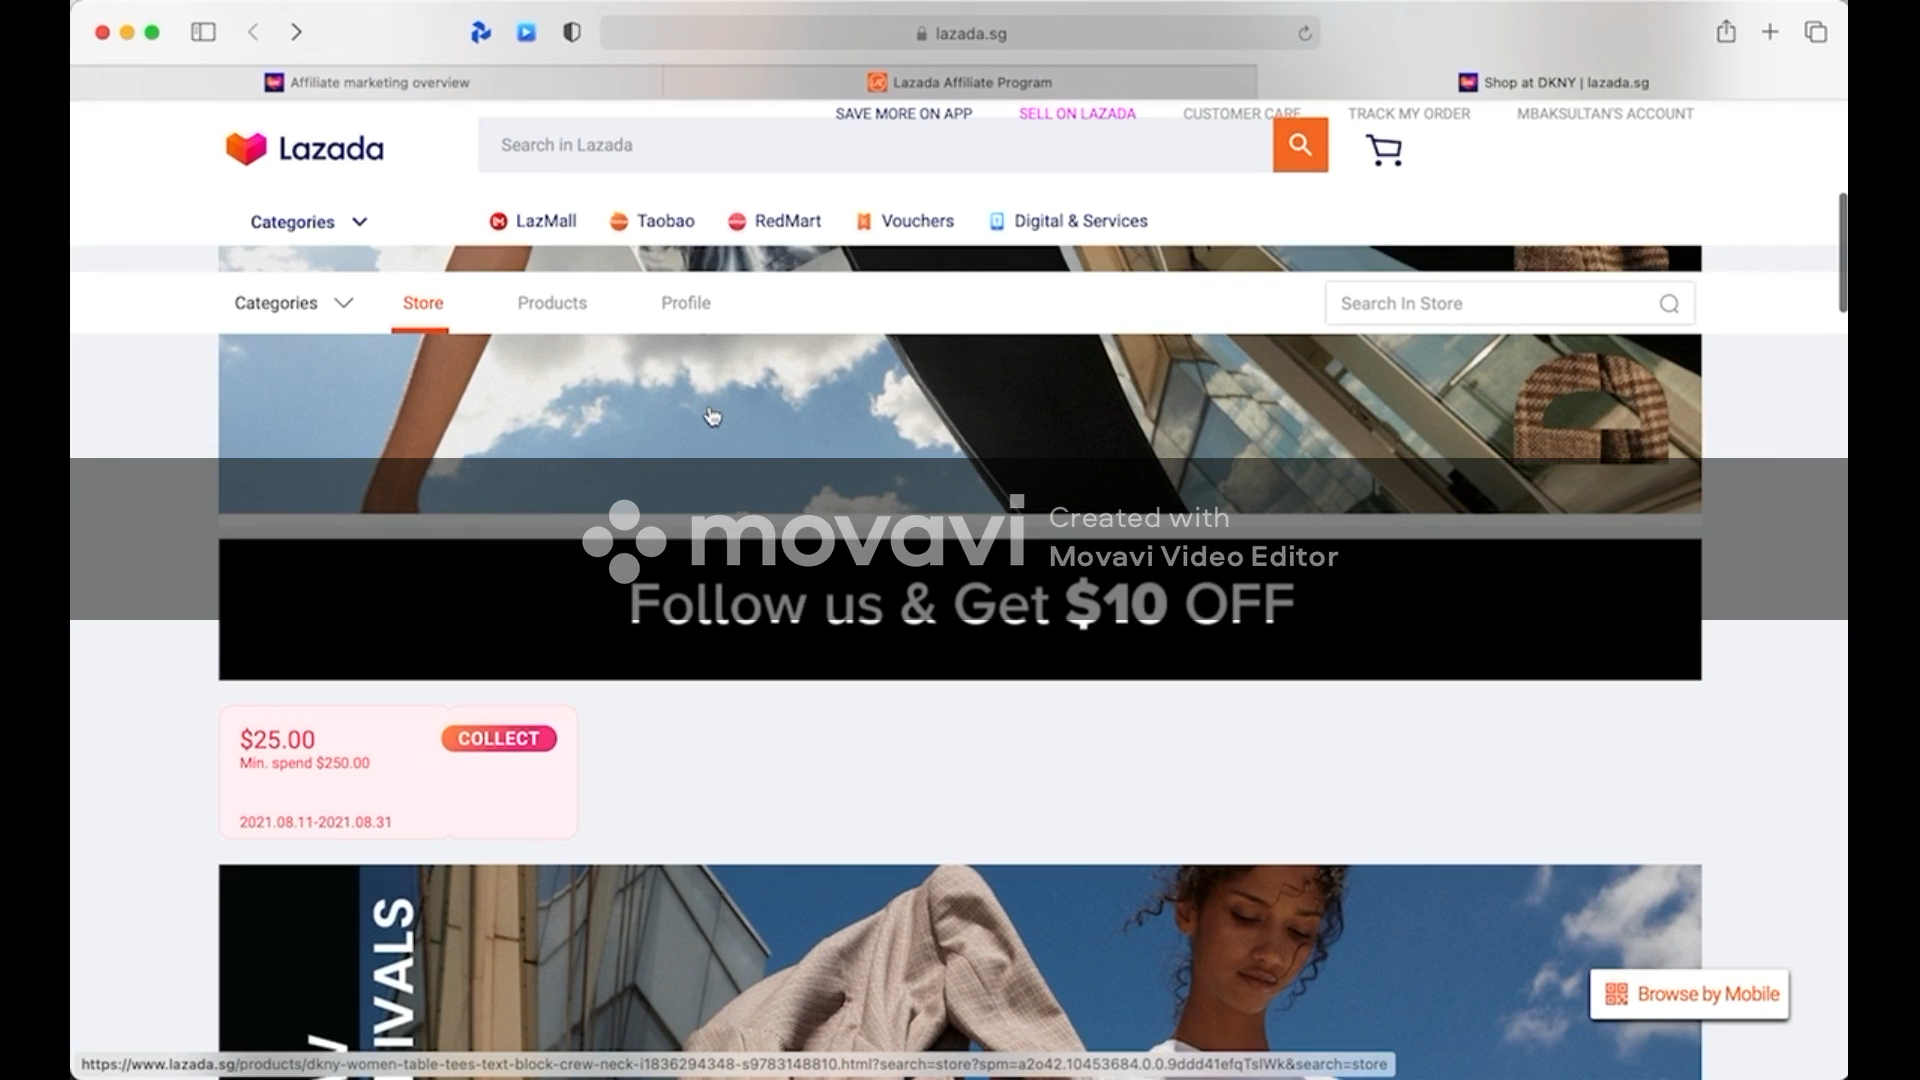 lazada.sg
Affiliate marketing overview
Lazada Affiliate Program
Shop at DKNY | lazada.sg
SAVE MORE ON APP
SELL ON LAZADA
CUSTOMER CARE
TRACK MY ORDER
MBAKSULTAN'S ACCOUNT
Lazada
Search in Lazada
Categories
LazMall
Taobao
RedMart
Vouchers
Digital & Services
Categories
Store
Products
Profile
Search In Store
movavi
Created with
Movavi Video Editor
Follow us & Get $10 OFF
$25.00
COLLECT
Min. spend $250.00
2021.08.11-2021.08.31
Browse by Mobile
https://www.lazada.sg/products/dkny-women-table-tees-text-block-crew-neck-i1836294348-s9783148810.html?search=store?spm=a2o42.10453684.0.0.9ddd41efqTslWk&search=store